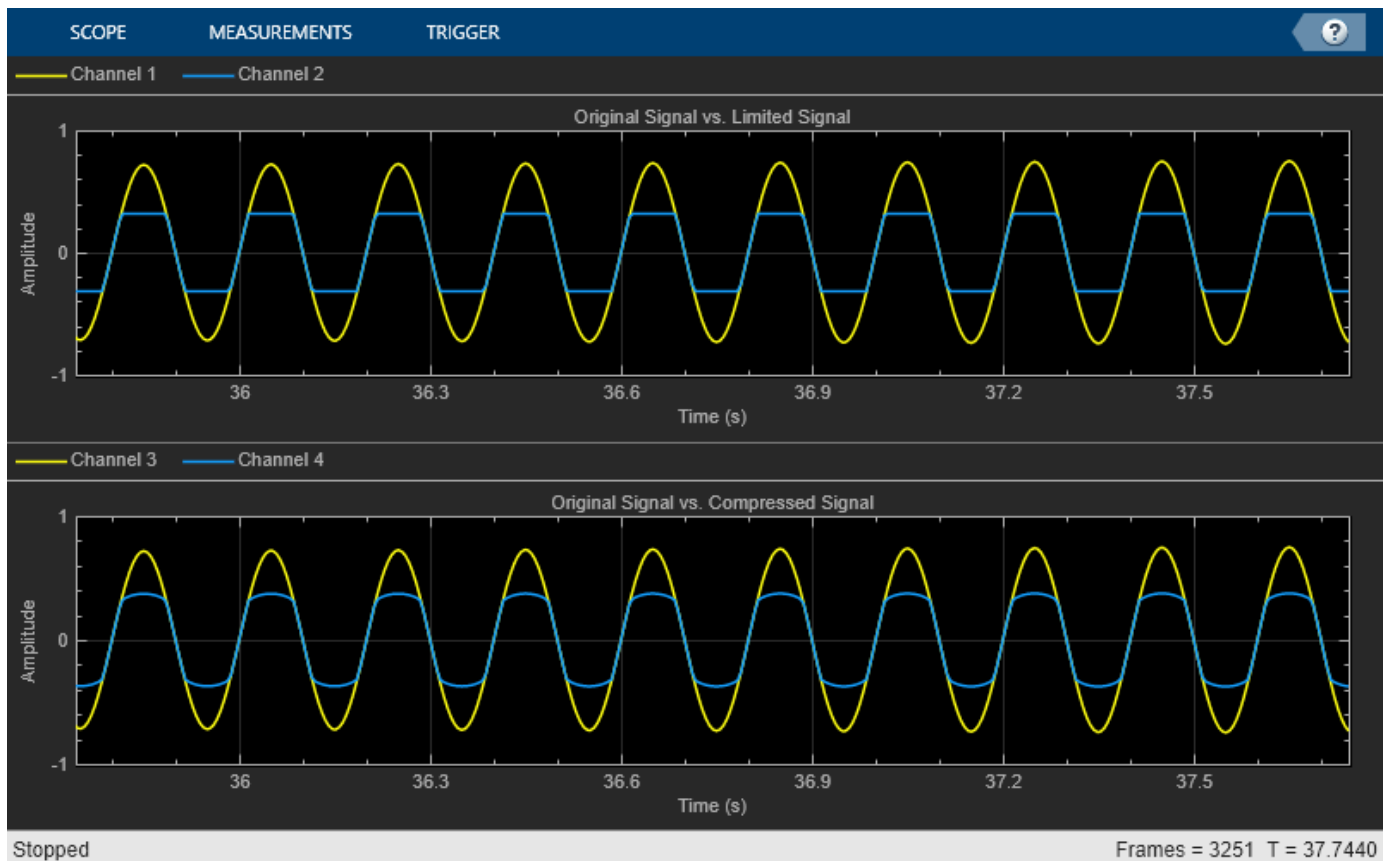 SCOPE MEASUREMENTS TRIGGER ?
Channel 1 Channel 2
Original Signal vs. Limited Signal
1
0
-1
Amplitude
36 36.3 36.6 36.9 37.2 37.5
Time (s)
Channel 3 Channel 4
Original Signal vs. Compressed Signal
1
0
-1
Amplitude
36 36.3 36.6 36.9 37.2 37.5
Time (s)
Stopped Frames = 3251 T = 37.7440